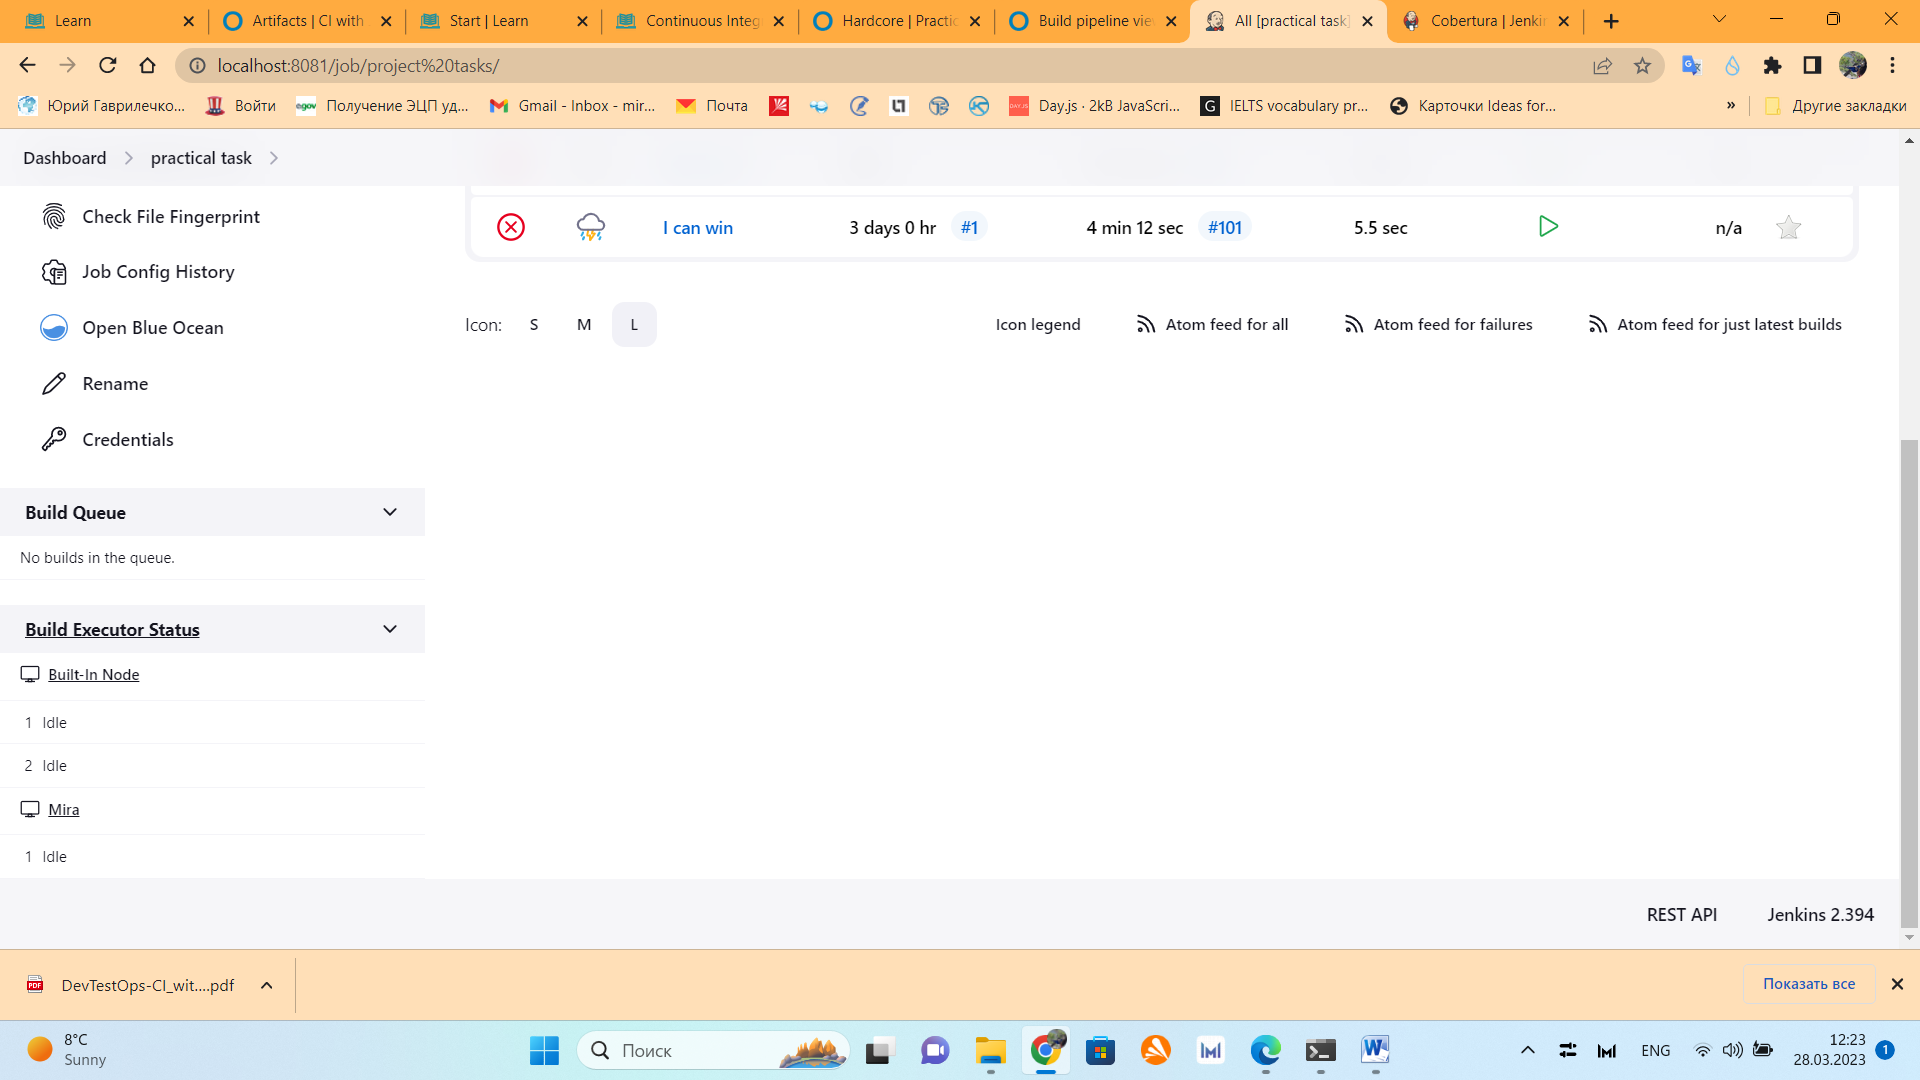 Learn
Artifacts | CI with
Start | Learn
Continuous Integ
Hardcore | Practic
Build pipeline vie
All [practical task]
Cobertura | Jenki
localhost:8081/job/project%20tasks/
Юрий Гаврилечко...
Войти
Получение ЭЦП уд...
Gmail - Inbox - mir...
Почта
Day.js · 2kB JavaScri...
IELTS vocabulary pr...
Карточки Ideas for...
»
Другие закладки
Dashboard
practical task
Check File Fingerprint
Job Config History
Open Blue Ocean
Rename
Credentials
I can win
3 days 0 hr
#1
4 min 12 sec
#101
5.5 sec
n/a
Icon:
S
M
L
Icon legend
Atom feed for all
Atom feed for failures
Atom feed for just latest builds
Build Queue
No builds in the queue.
Build Executor Status
Built-In Node
1 Idle
2 Idle
Mira
1 Idle
REST API
Jenkins 2.394
DevTestOps-CI_wit....pdf
Показать все
8°C
Sunny
Поиск
ENG
12:23
28.03.2023
1